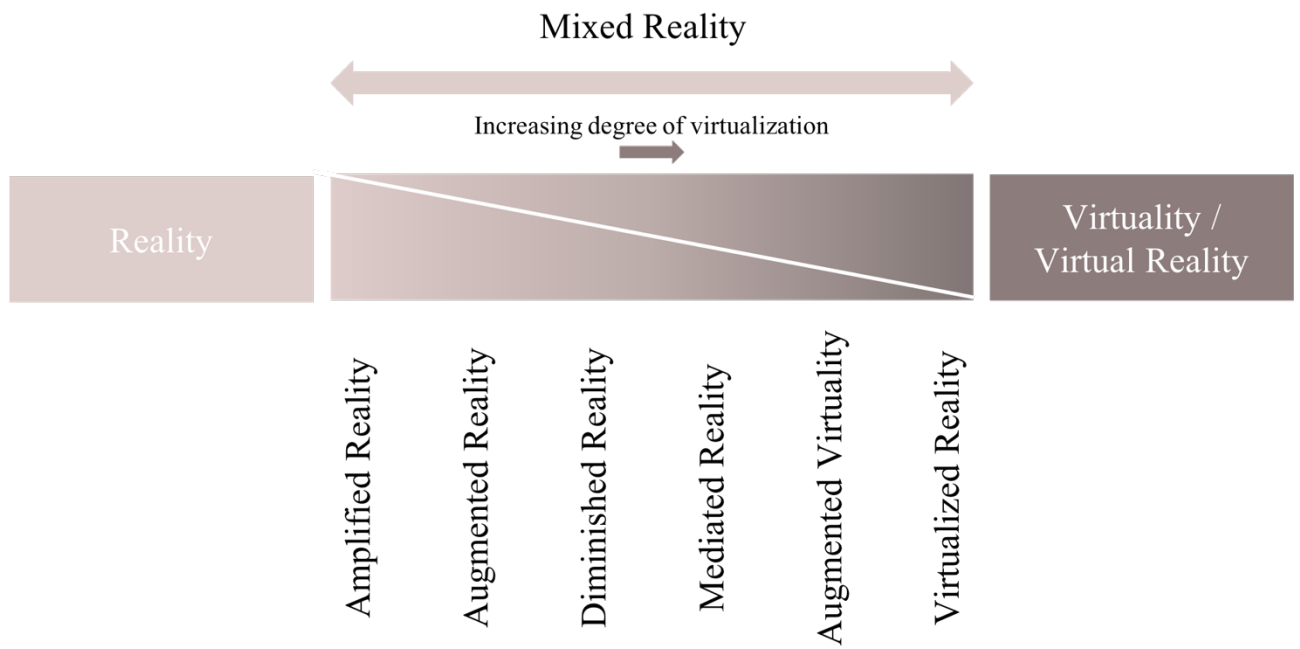 Mixed Reality
Increasing degree of virtualization
Reality
Virtuality /
Virtual Reality
Amplified Reality
Augmented Reality
Diminished Reality
Mediated Reality
Augmented Virtuality
Virtualized Reality